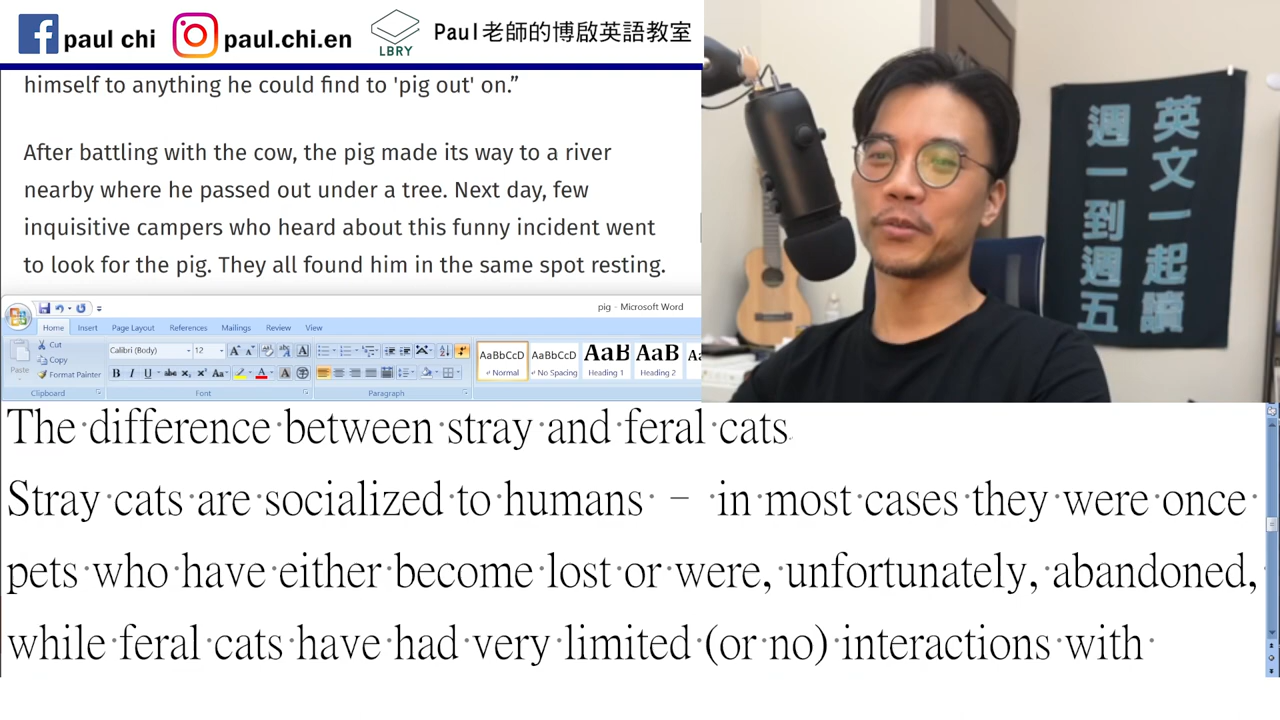 paul chi
paul.chi.en
LBRY
Paul老師的博啟英語教室
himself to anything he could find to 'pig out' on.”
After battling with the cow, the pig made its way to a river
nearby where he passed out under a tree. Next day, few
inquisitive campers who heard about this funny incident went
to look for the pig. They all found him in the same spot resting.
pig - Microsoft Word
Home Insert Page Layout References Mailings Review View
Paste
Cut
Copy
Format Painter
Clipboard
Calibri (Body) 12
Font
Paragraph
AaBbCcD
Normal
AaBbCcD
No Spacing
AaBb
Heading 1
AaBb
Heading 2
英文一起讀
週一到週五
The difference between stray and feral cats
Stray cats are socialized to humans – in most cases they were once
pets who have either become lost or were, unfortunately, abandoned,
while feral cats have had very limited (or no) interactions with